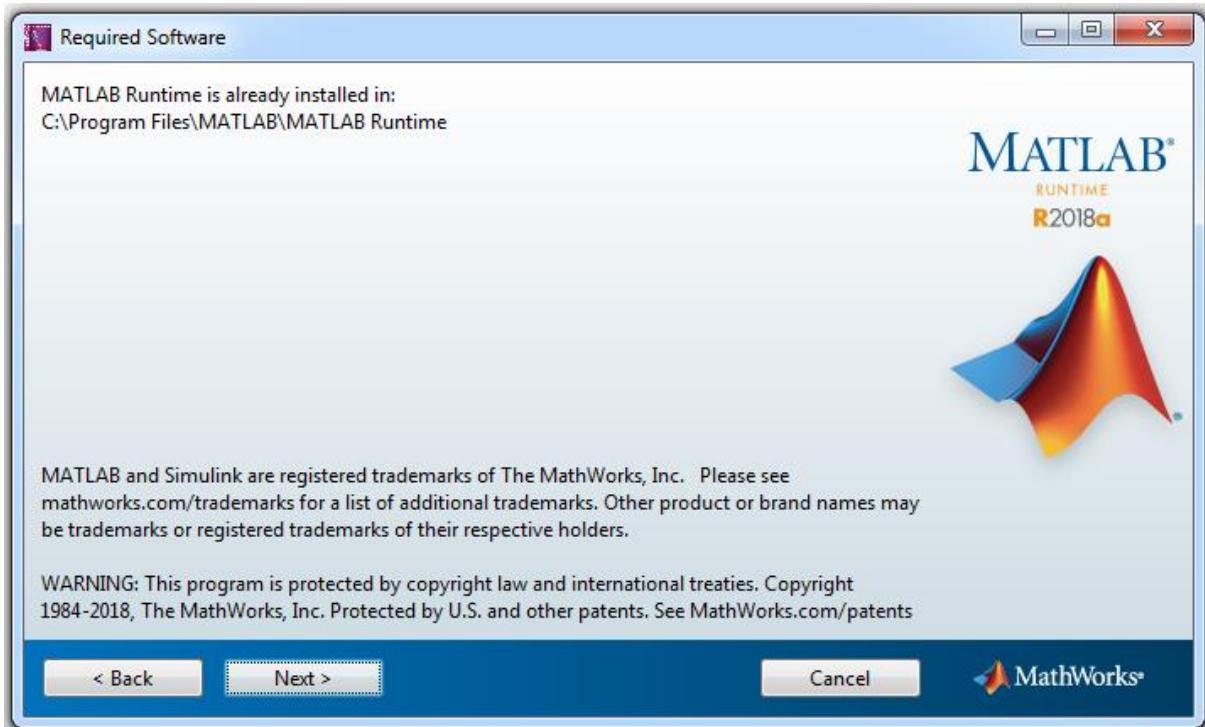 Required Software
MATLAB Runtime is already installed in:
C:\Program Files\MATLAB\MATLAB Runtime
MATLAB®
RUNTIME
R2018a
®
MATLAB and Simulink are registered trademarks of The MathWorks, Inc.   Please see
mathworks.com/trademarks for a list of additional trademarks. Other product or brand names may
be trademarks or registered trademarks of their respective holders.
WARNING: This program is protected by copyright law and international treaties. Copyright
1984-2018, The MathWorks, Inc. Protected by U.S. and other patents. See MathWorks.com/patents
< Back Next > Cancel MathWorks®